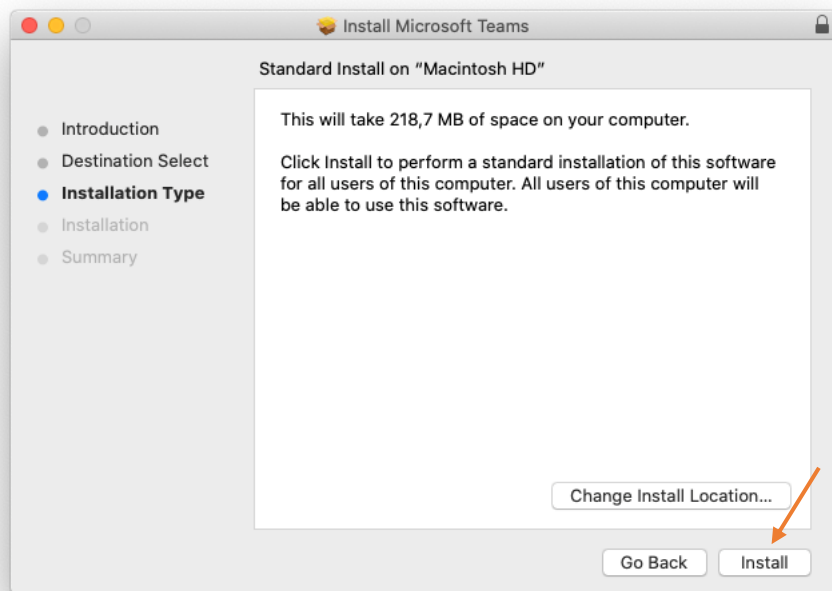 Install Microsoft Teams
Standard Install on “Macintosh HD”
Introduction
Destination Select
Installation Type
Installation
Summary
This will take 218,7 MB of space on your computer.
Click Install to perform a standard installation of this software
for all users of this computer. All users of this computer will
be able to use this software.
Change Install Location...
Go Back
Install